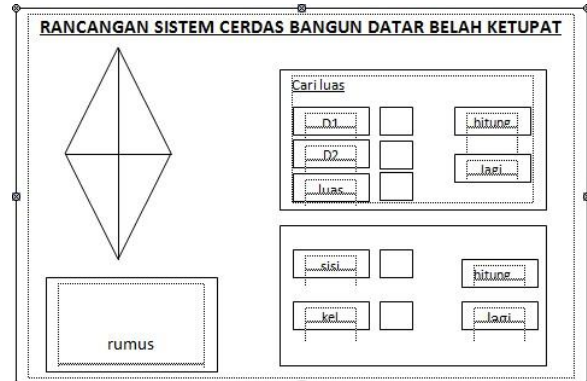 RANCANGAN SISTEM CERDAS BANGUN DATAR BELAH KETUPAT
Cari luas
D1
hitung
D2
lagi
luas
sisi
hitung
kel
lagi
rumus